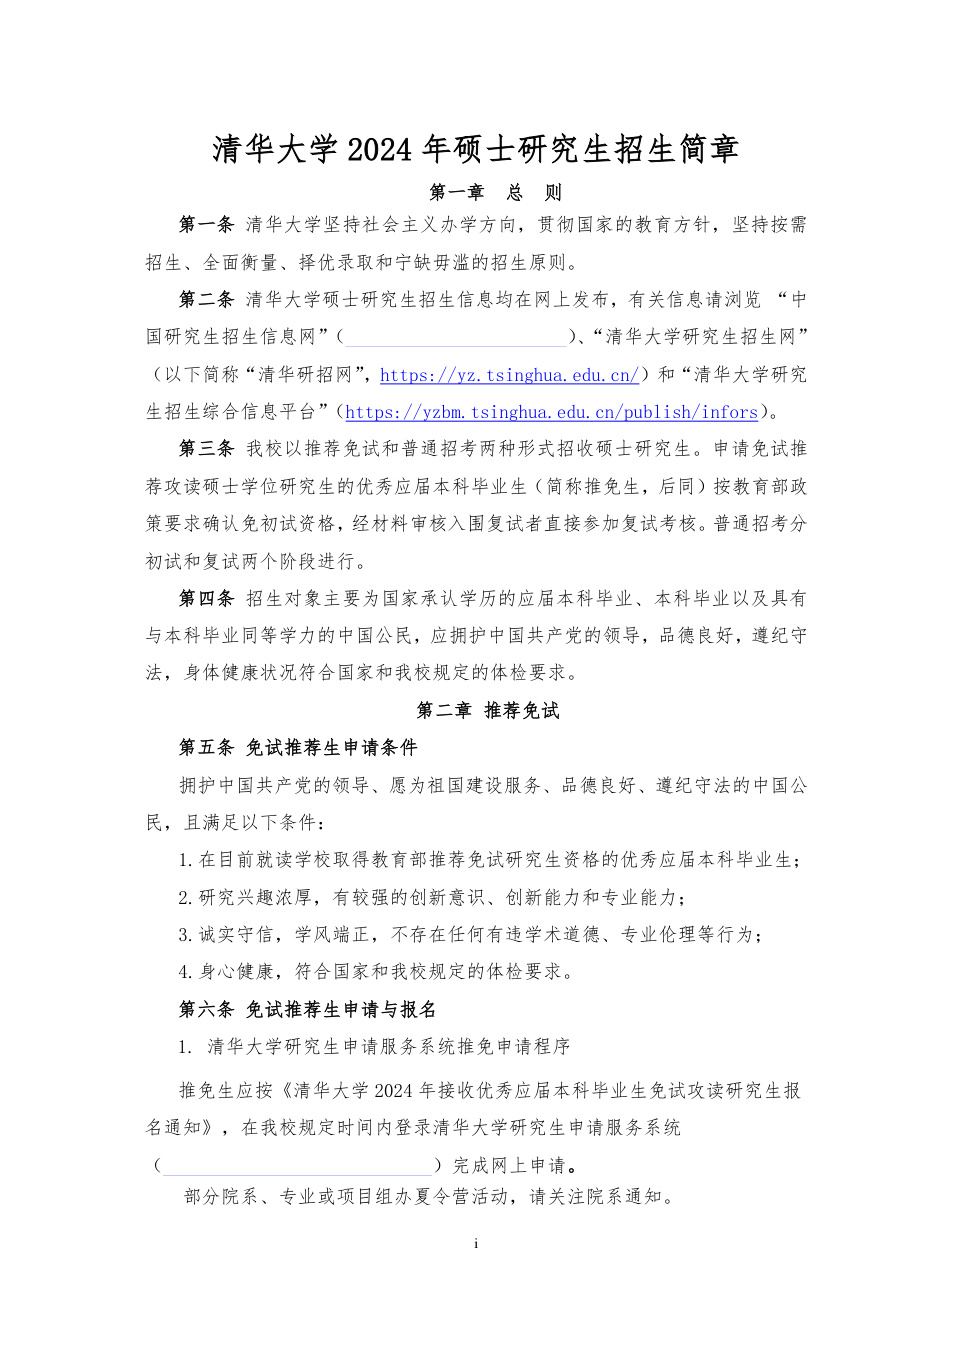 清华大学 2024 年硕士研究生招生简章
第一章 总 则
第一条 清华大学坚持社会主义办学方向，贯彻国家的教育方针，坚持按需
招生、全面衡量、择优录取和宁缺毋滥的招生原则。
第二条 清华大学硕士研究生招生信息均在网上发布，有关信息请浏览 “中
国研究生招生信息网”（ ）、“清华大学研究生招生网”
（以下简称“清华研招网”，https://yz.tsinghua.edu.cn/）和“清华大学研究
生招生综合信息平台”（https://yzbm.tsinghua.edu.cn/publish/infors）。
第三条 我校以推荐免试和普通招考两种形式招收硕士研究生。申请免试推
荐攻读硕士学位研究生的优秀应届本科毕业生（简称推免生，后同）按教育部政
策要求确认免初试资格，经材料审核入围复试者直接参加复试考核。普通招考分
初试和复试两个阶段进行。
第四条 招生对象主要为国家承认学历的应届本科毕业、本科毕业以及具有
与本科毕业同等学力的中国公民，应拥护中国共产党的领导，品德良好，遵纪守
法，身体健康状况符合国家和我校规定的体检要求。
第二章 推荐免试
第五条 免试推荐生申请条件
拥护中国共产党的领导、愿为祖国建设服务、品德良好、遵纪守法的中国公
民，且满足以下条件：
1.在目前就读学校取得教育部推荐免试研究生资格的优秀应届本科毕业生；
2.研究兴趣浓厚，有较强的创新意识、创新能力和专业能力；
3.诚实守信，学风端正，不存在任何有违学术道德、专业伦理等行为；
4.身心健康，符合国家和我校规定的体检要求。
第六条 免试推荐生申请与报名
1. 清华大学研究生申请服务系统推免申请程序
推免生应按《清华大学 2024 年接收优秀应届本科毕业生免试攻读研究生报
名通知》，在我校规定时间内登录清华大学研究生申请服务系统
（ ）完成网上申请。
部分院系、专业或项目组办夏令营活动，请关注院系通知。
i